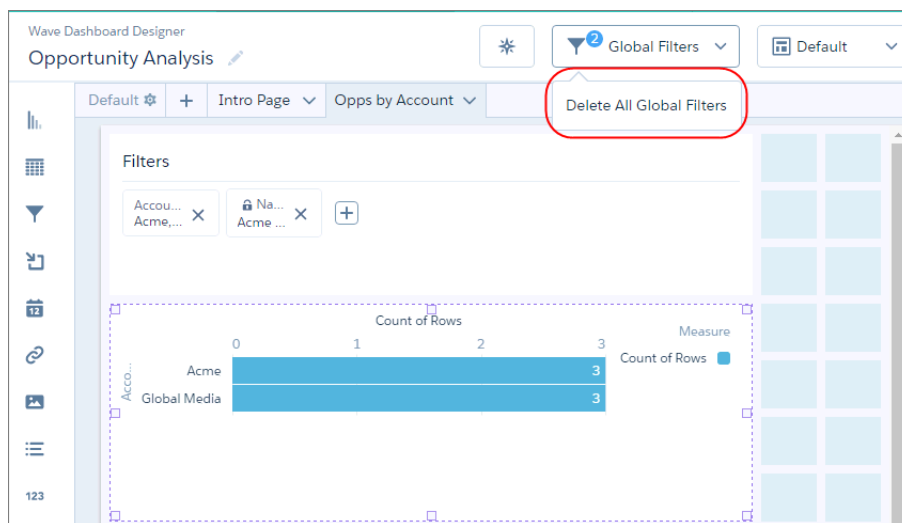 Wave Dashboard Designer
Opportunity Analysis
2
Global Filters
Default
Delete All Global Filters
Default
Intro Page
Opps by Account
Filters
Accou...
Acme,...
Na...
Acme ...
12
123
Count of Rows
0 1 2 3
Acco...
Acme 3
Global Media 3
Measure
Count of Rows